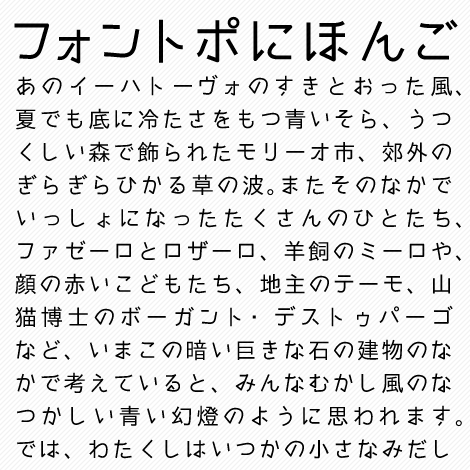 フォントポにほんご
あのイーハトーヴォのすきとおった風、
夏でも底に冷たさをもつ青いそら、うつ
くしい森で飾られたモリーオ市、郊外の
ぎらぎらひかる草の波。またそのなかで
いっしょになったたくさんのひとたち、
ファゼーロとロザーロ、羊飼のミーロや、
顔の赤いこどもたち、地主のテーモ、山
猫博士のボーガント・デストゥパーゴ
など、いまこの暗い巨きな石の建物のな
かで考えていると、みんなむかし風のな
つかしい青い幻燈のように思われます。
では、わたくしはいつかの小さなみだし